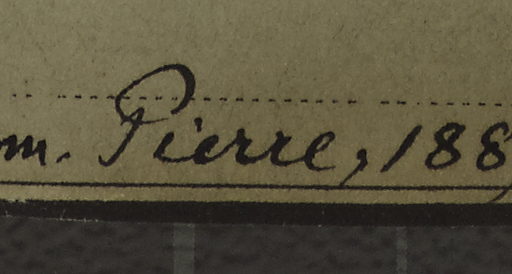 m. Pierre, 188